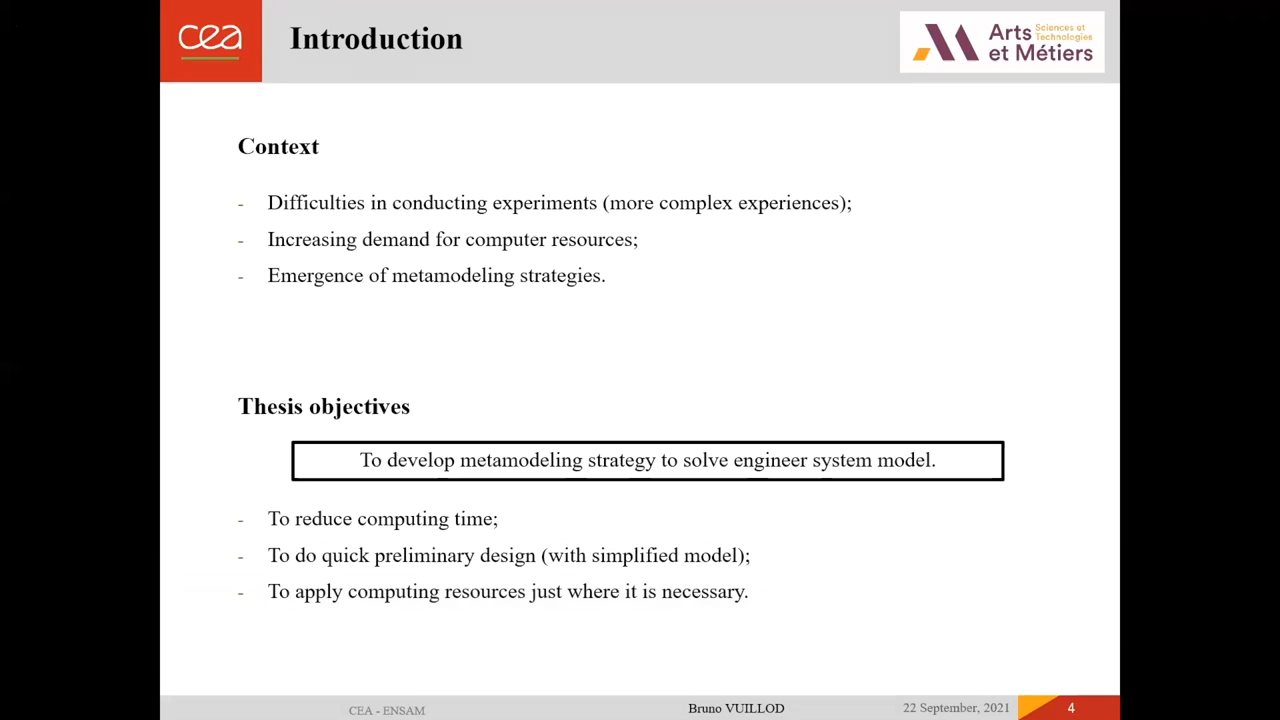 cea
Introduction
Arts
et Métiers
Sciences et
Technologies
Context
- Difficulties in conducting experiments (more complex experiences);
- Increasing demand for computer resources;
- Emergence of metamodeling strategies.
Thesis objectives
To develop metamodeling strategy to solve engineer system model.
- To reduce computing time;
- To do quick preliminary design (with simplified model);
- To apply computing resources just where it is necessary.
CEA - ENSAM
Bruno VUILLOD
22 September, 2021
4